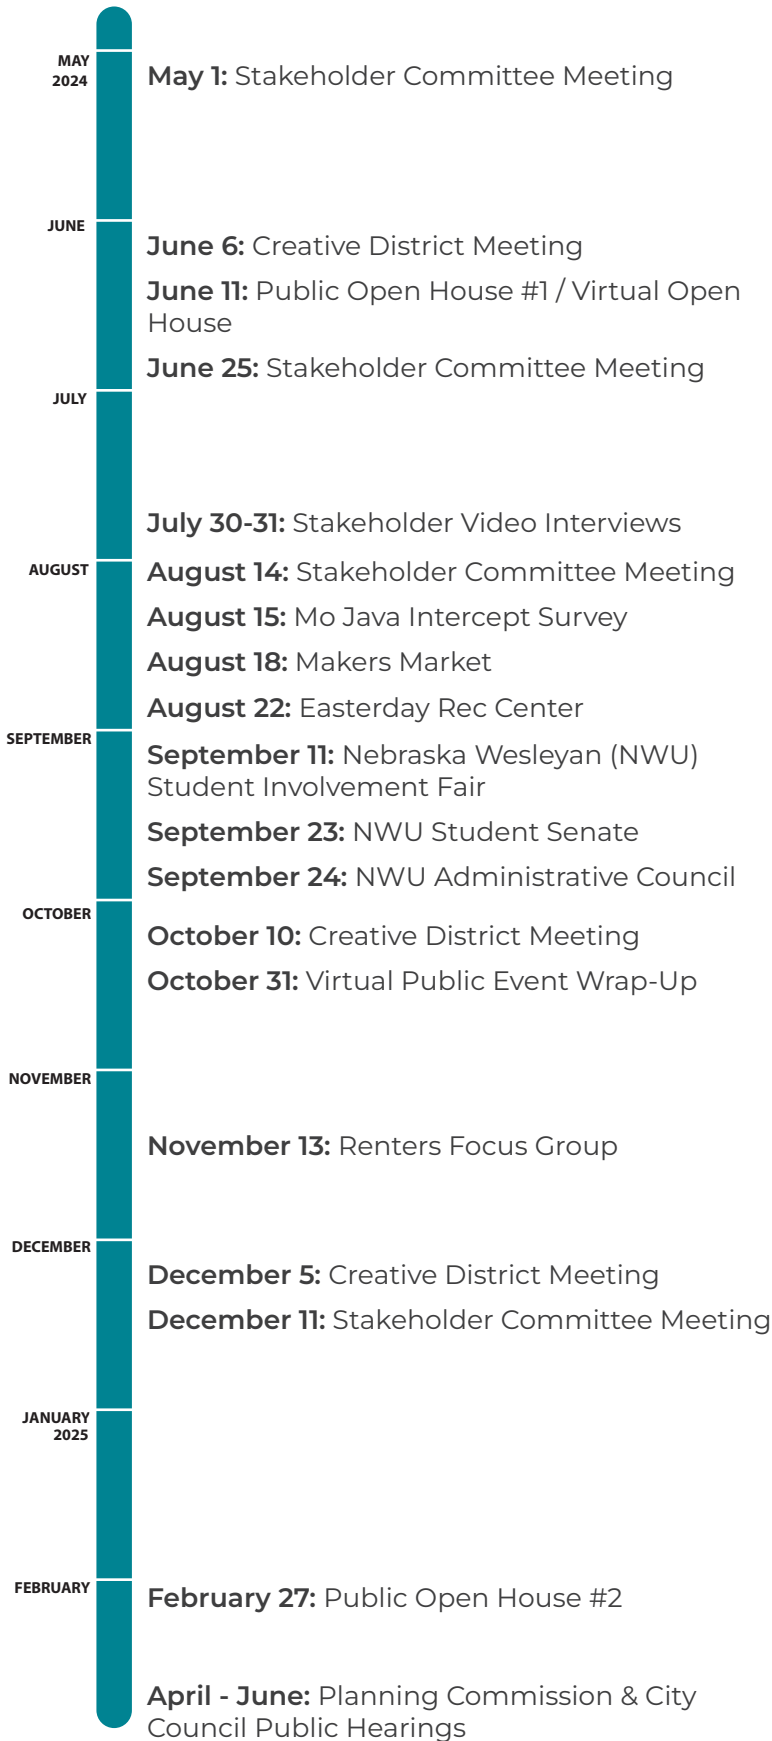 MAY
2024
May 1: Stakeholder Committee Meeting
JUNE
June 6: Creative District Meeting
June 11: Public Open House #1 / Virtual Open
House
June 25: Stakeholder Committee Meeting
JULY
July 30-31: Stakeholder Video Interviews
AUGUST
August 14: Stakeholder Committee Meeting
August 15: Mo Java Intercept Survey
August 18: Makers Market
August 22: Easterday Rec Center
SEPTEMBER
September 11: Nebraska Wesleyan (NWU)
Student Involvement Fair
September 23: NWU Student Senate
September 24: NWU Administrative Council
OCTOBER
October 10: Creative District Meeting
October 31: Virtual Public Event Wrap-Up
NOVEMBER
November 13: Renters Focus Group
DECEMBER
December 5: Creative District Meeting
December 11: Stakeholder Committee Meeting
JANUARY
2025
FEBRUARY
February 27: Public Open House #2
April - June: Planning Commission & City
Council Public Hearings